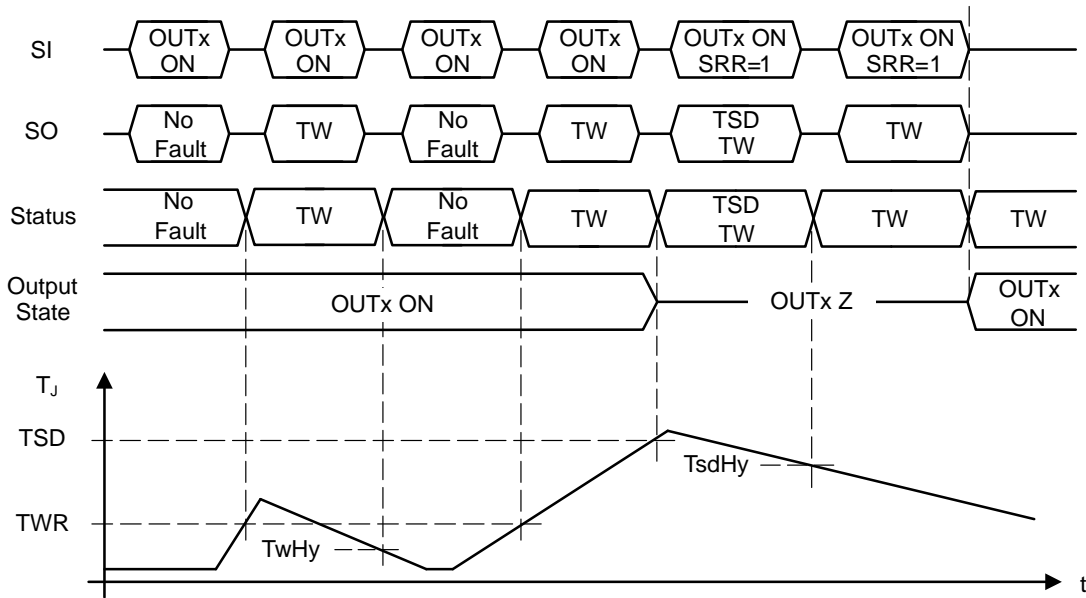 SI
OUTx
ON
OUTx
ON
OUTx
ON
OUTx
ON
OUTx ON
SRR=1
OUTx ON
SRR=1
SO
No
Fault
TW
No
Fault
TW
TSD
TW
TW
Status
No
Fault
TW
No
Fault
TW
TSD
TW
TW
TW
Output
State
OUTx ON
OUTx Z
OUTx
ON
TJ
TSD
TsdHy
TWR
TwHy
t